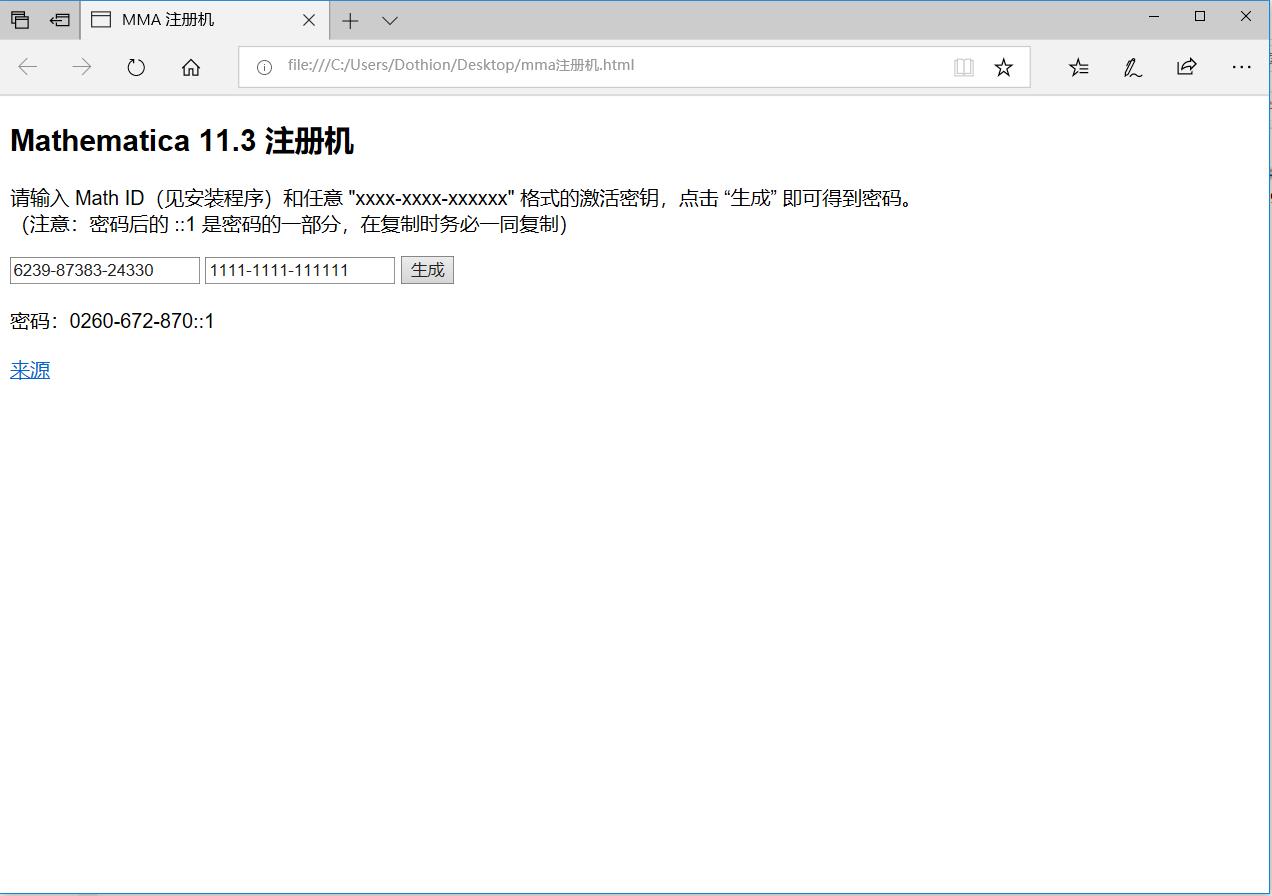 MMA 注册机
file:///C:/Users/Dothion/Desktop/mma注册机.html
Mathematica 11.3 注册机
请输入 Math ID（见安装程序）和任意 "xxxx-xxxx-xxxxxx" 格式的激活密钥，点击 “生成” 即可得到密码。
（注意：密码后的 ::1 是密码的一部分，在复制时务必一同复制）
6239-87383-24330 1111-1111-111111 生成
密码：0260-672-870::1
来源